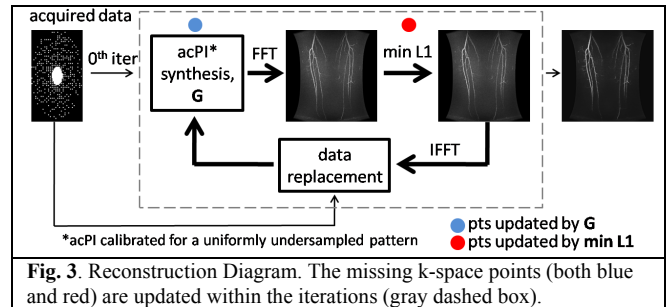 acquired data
0th iter
acPI*
synthesis,
G
FFT
min L1
IFFT
data
replacement
*acPI calibrated for a uniformly undersampled pattern
pts updated by G
pts updated by min L1
Fig. 3. Reconstruction Diagram. The missing k-space points (both blue
and red) are updated within the iterations (gray dashed box).